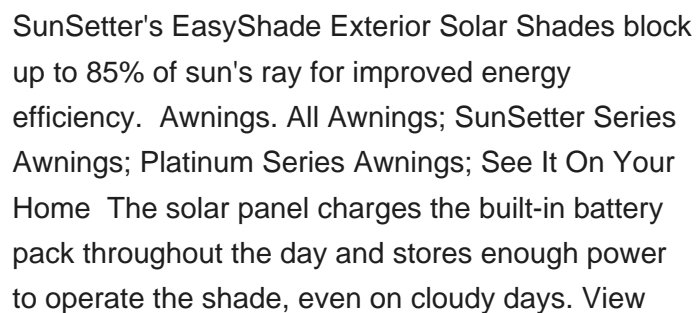 SunSetter's EasyShade Exterior Solar Shades block
up to 85% of sun's ray for improved energy
efficiency.  Awnings. All Awnings; SunSetter Series
Awnings; Platinum Series Awnings; See It On Your
Home  The solar panel charges the built-in battery
pack throughout the day and stores enough power
to operate the shade, even on cloudy days. View